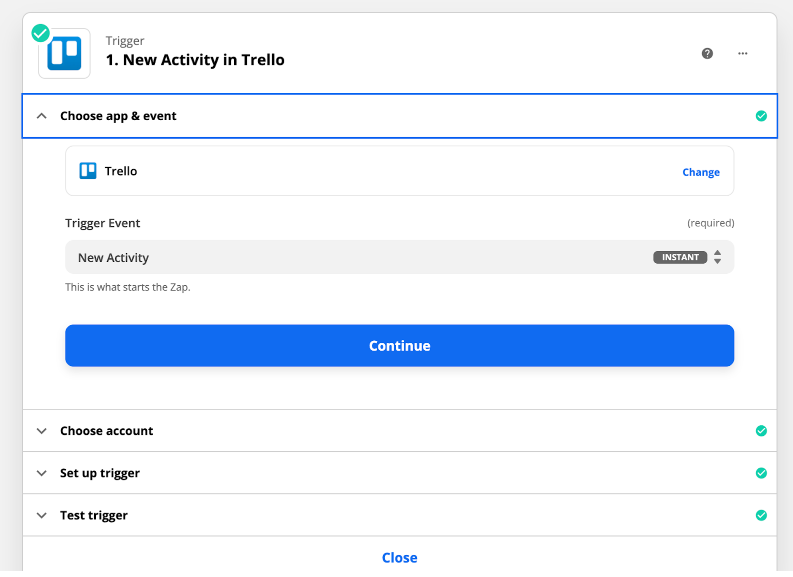 Trigger
1. New Activity in Trello
Choose app & event
Trello
Change
Trigger Event
(required)
New Activity
INSTANT
This is what starts the Zap.
Continue
Choose account
Set up trigger
Test trigger
Close